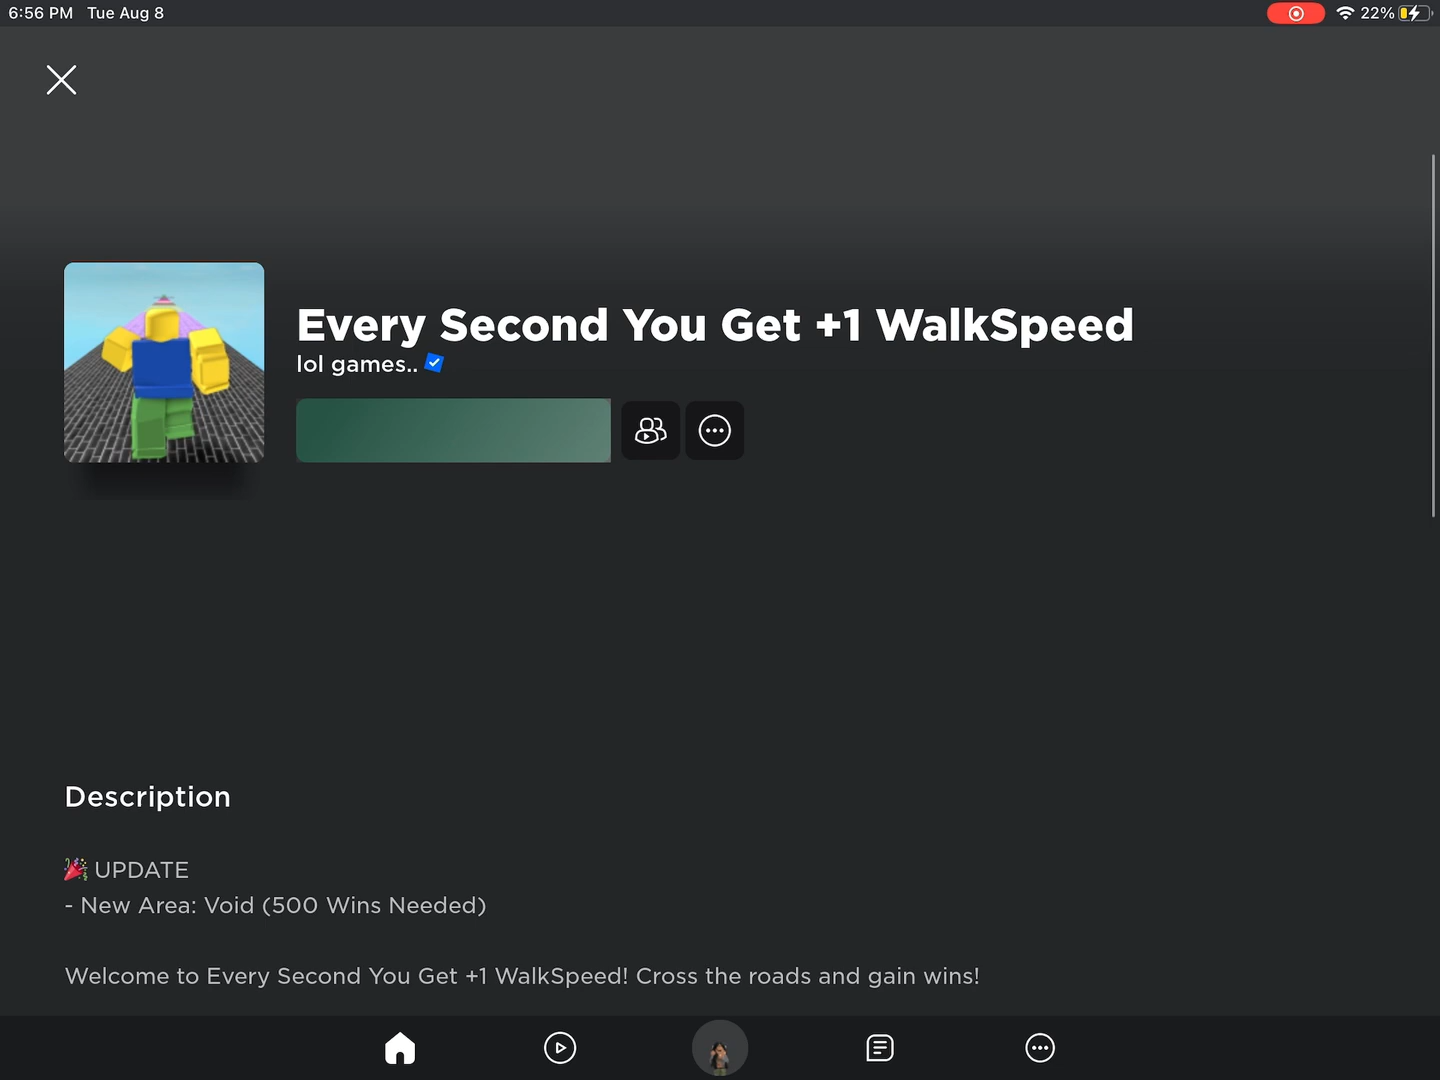 6:56 PM Tue Aug 8 22%
Every Second You Get +1 WalkSpeed
lol games..
Description
🎉 UPDATE
- New Area: Void (500 Wins Needed)
Welcome to Every Second You Get +1 WalkSpeed! Cross the roads and gain wins!